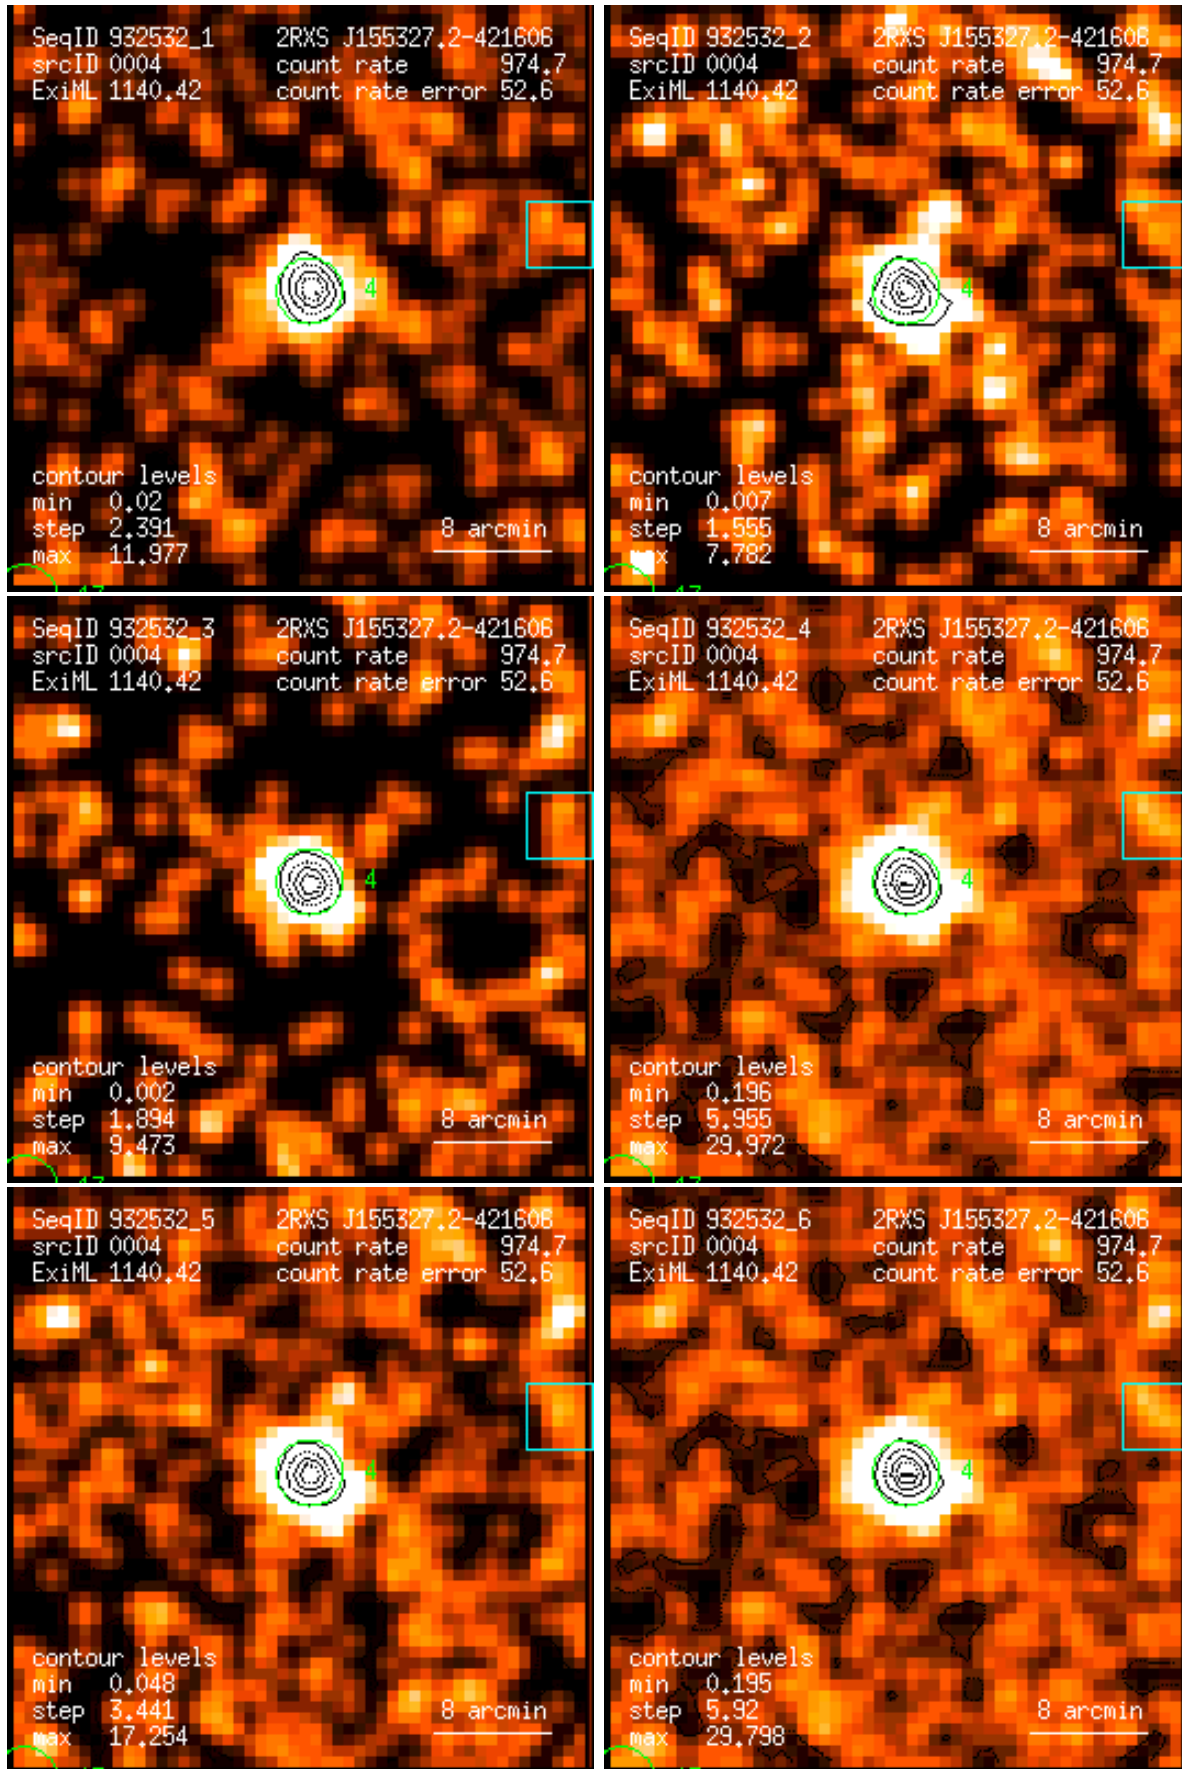 SeqID 932532_1 2RXS J155327.2-421606
srcID 0004 count rate 974.7
ExiML 1140.42 count rate error 52.6
4
contour levels
min 0.02
step 2.391
max 11.977
8 arcmin
17
SeqID 932532_2 2RXS J155327.2-421606
srcID 0004 count rate 974.7
ExiML 1140.42 count rate error 52.6
4
contour levels
min 0.007
step 1.555
max 7.782
8 arcmin
17
SeqID 932532_3 2RXS J155327.2-421606
srcID 0004 count rate 974.7
ExiML 1140.42 count rate error 52.6
4
contour levels
min 0.002
step 1.894
max 9.473
8 arcmin
17
SeqID 932532_4 2RXS J155327.2-421606
srcID 0004 count rate 974.7
ExiML 1140.42 count rate error 52.6
4
contour levels
min 0.196
step 5.955
max 29.972
8 arcmin
17
SeqID 932532_5 2RXS J155327.2-421606
srcID 0004 count rate 974.7
ExiML 1140.42 count rate error 52.6
4
contour levels
min 0.048
step 3.441
max 17.254
8 arcmin
SeqID 932532_6 2RXS J155327.2-421606
srcID 0004 count rate 974.7
ExiML 1140.42 count rate error 52.6
4
contour levels
min 0.195
step 5.92
max 29.798
8 arcmin